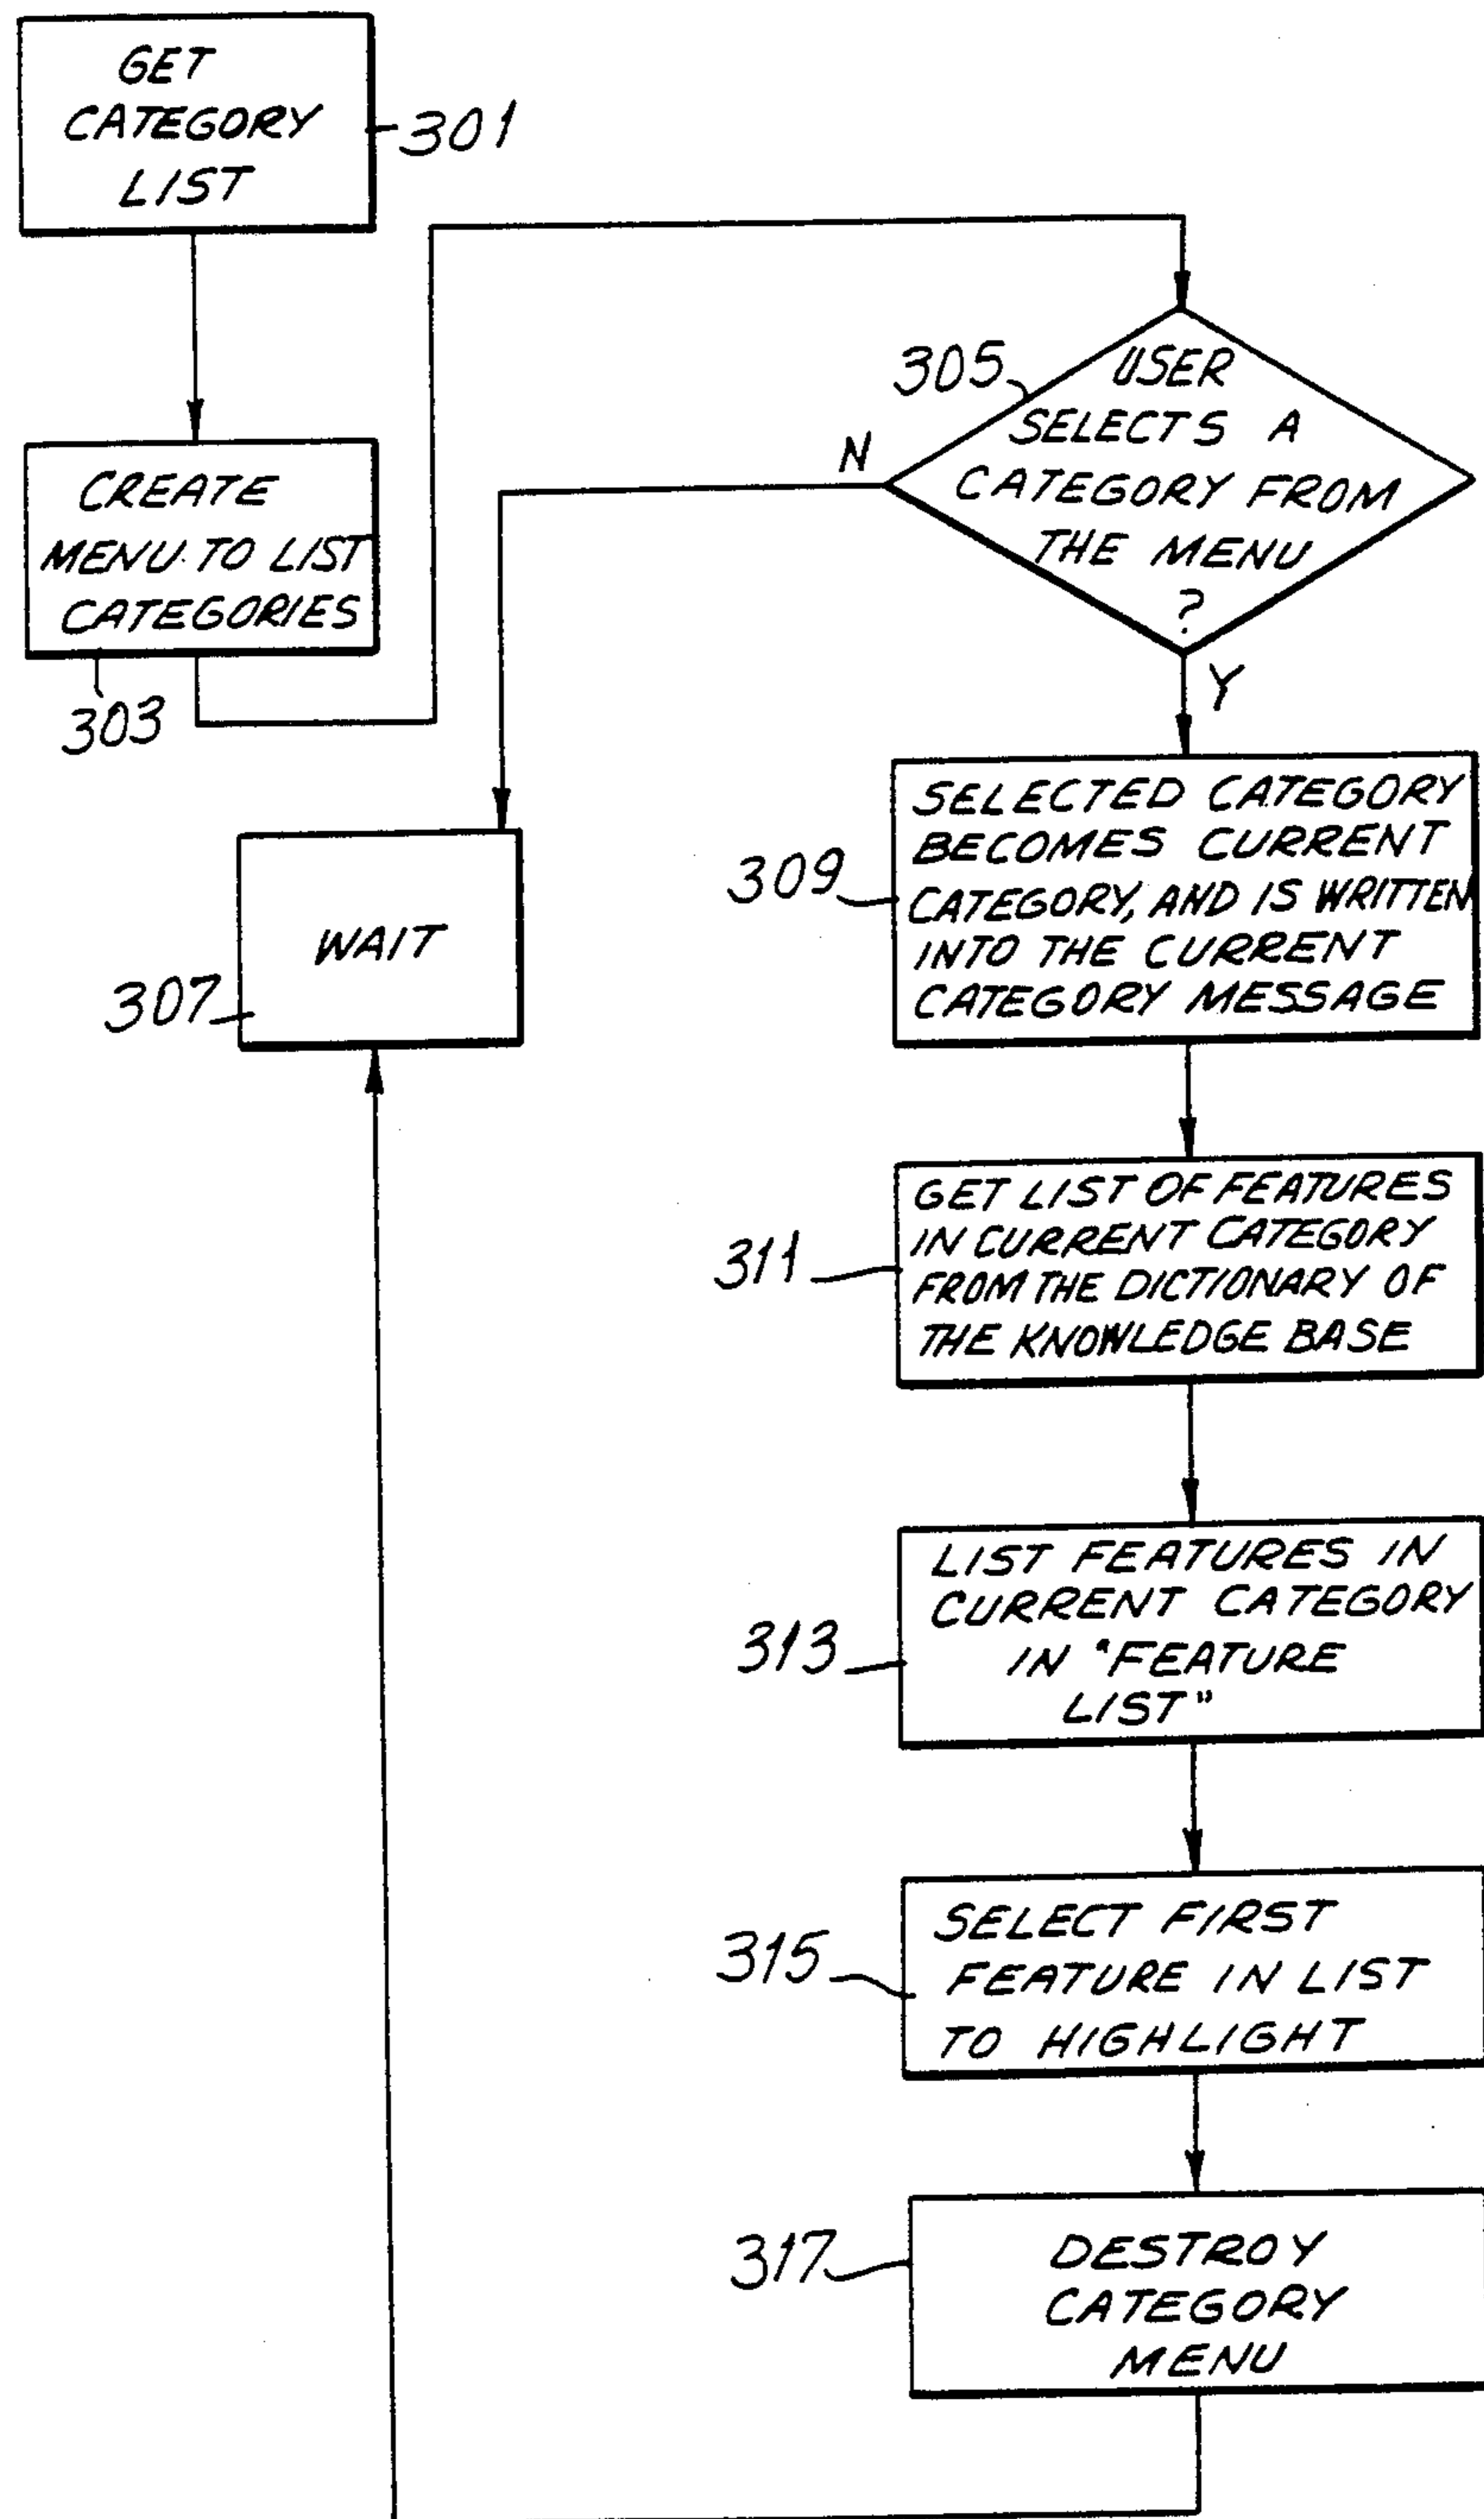 GET
CATEGORY
LIST
301
CREATE
MENU TO LIST
CATEGORIES
303
305
USER
SELECTS A
CATEGORY FROM
THE MENU
?
N
Y
WAIT
307
SELECTED CATEGORY
BECOMES CURRENT
CATEGORY, AND IS WRITTEN
INTO THE CURRENT
CATEGORY MESSAGE
309
GET LIST OF FEATURES
IN CURRENT CATEGORY
FROM THE DICTIONARY OF
THE KNOWLEDGE BASE
311
LIST FEATURES IN
CURRENT CATEGORY
IN "FEATURE
LIST"
313
SELECT FIRST
FEATURE IN LIST
TO HIGHLIGHT
315
DESTROY
CATEGORY
MENU
317